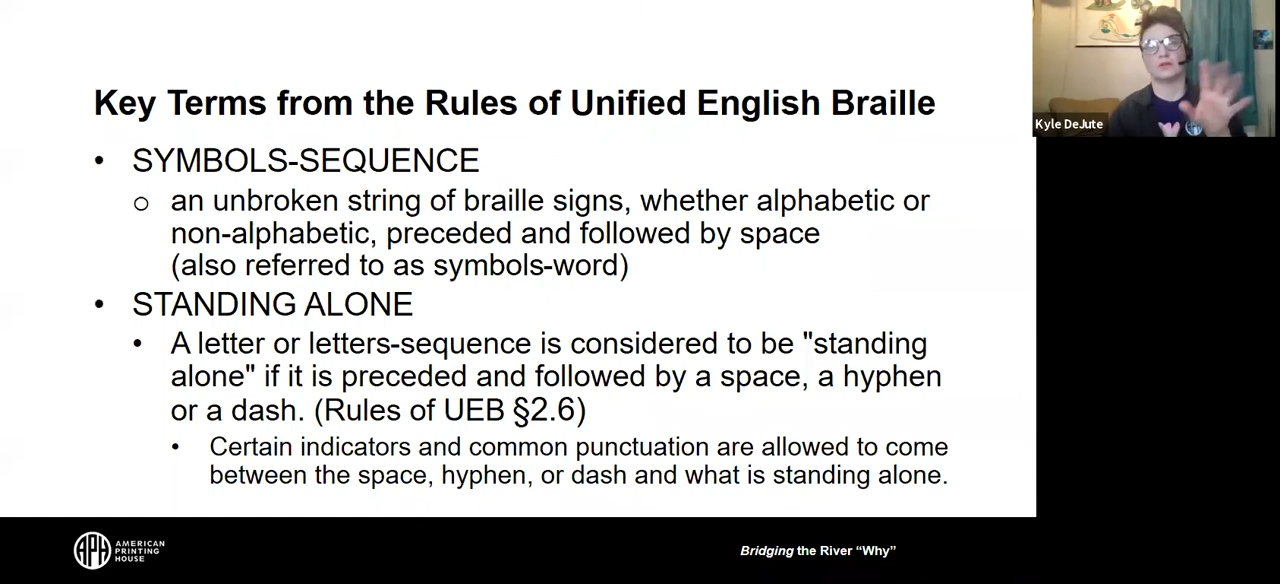 Key Terms from the Rules of Unified English Braille
• SYMBOLS-SEQUENCE
o an unbroken string of braille signs, whether alphabetic or
non-alphabetic, preceded and followed by space
(also referred to as symbols-word)
• STANDING ALONE
• A letter or letters-sequence is considered to be "standing
alone" if it is preceded and followed by a space, a hyphen
or a dash. (Rules of UEB §2.6)
• Certain indicators and common punctuation are allowed to come
between the space, hyphen, or dash and what is standing alone.
Kyle DeJute
APH AMERICAN
PRINTING
HOUSE
Bridging the River “Why”